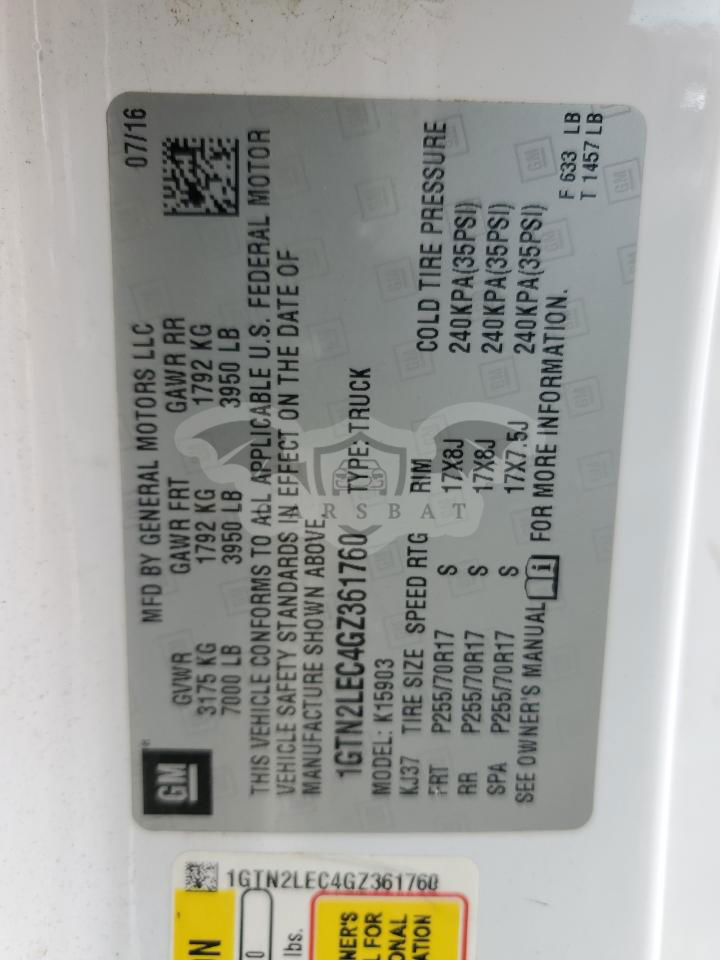 MFD BY GENERAL MOTORS LLC 07/16
GVWR GAWR FRT GAWR RR
3175 KG 1792 KG 1792 KG
7000 LB 3950 LB 3950 LB
THIS VEHICLE CONFORMS TO ALL APPLICABLE U.S. FEDERAL MOTOR
VEHICLE SAFETY STANDARDS IN EFFECT ON THE DATE OF
MANUFACTURE SHOWN ABOVE.
GM®
1GTN2LEC4GZ361760 TYPE: TRUCK
MODEL: K15903
KJ37 TIRE SIZE SPEED RTG RIM COLD TIRE PRESSURE
FRT P255/70R17 S 17X8J 240KPA(35PSI)
RR P255/70R17 S 17X8J 240KPA(35PSI)
SPA P255/70R17 S 17X7.5J 240KPA(35PSI)
SEE OWNER'S MANUAL i FOR MORE INFORMATION.
F 633 LB
T 1457 LB
CARSBAT
1GTN2LEC4GZ361760
lbs.